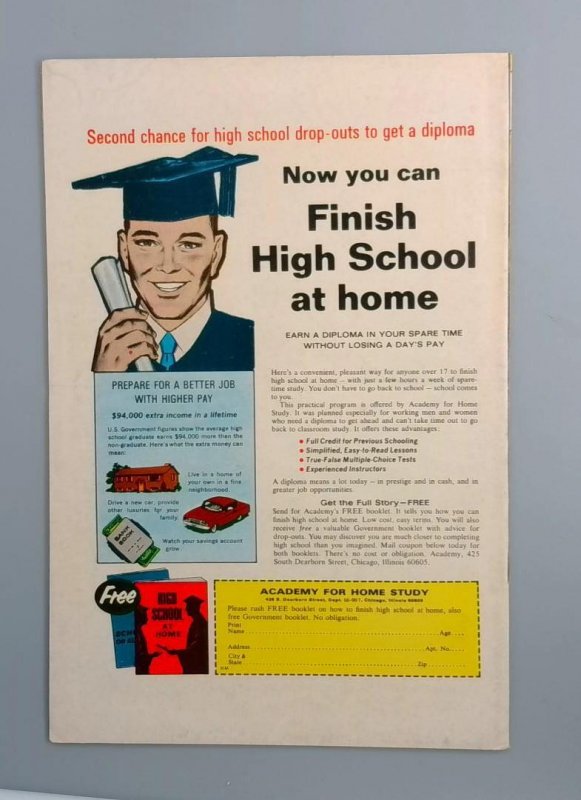 Second chance for high school drop-outs to get a diploma
Now you can
Finish
High School
at home
EARN A DIPLOMA IN YOUR SPARE TIME
WITHOUT LOSING A DAY'S PAY
Here's a convenient, pleasant way for anyone over 17 to finish
high school at home — with just a few hours a week of spare-
time study. You don't have to go back to school – school comes
to you.
This practical program is offered by Academy for Home
Study. It was planned especially for working men and women
who need a diploma to get ahead and can't take time out to go
back to classroom study. It offers these advantages:
• Full Credit for Previous Schooling
• Simplified, Easy-to-Read Lessons
• True-False Multiple-Choice Tests
• Experienced Instructors
A diploma means a lot today – in prestige and in cash, and in
greater job opportunities.
Get the Full Story—FREE
Send for Academy's FREE booklet. It tells you how you can
finish high school at home. Low cost, easy terms. You will also
receive free a valuable Government booklet with advice for
drop-outs. You may discover you are much closer to completing
high school than you imagined. Mail coupon below today for
both booklets. There's no cost or obligation. Academy, 425
South Dearborn Street, Chicago, Illinois 60605.
PREPARE FOR A BETTER JOB
WITH HIGHER PAY
$94,000 extra income in a lifetime
U.S. Government figures show the average high
school graduate earns $94,000 more than the
non-graduate. Here's what the extra money can
mean:
Live in a home of
your own in a fine
neighborhood.
Drive a new car, provide
other luxuries for your
family.
BANK
BOOK
Watch your savings account
grow.
Free
HIGH
SCHOOL
AT
HOME
ACADEMY FOR HOME STUDY
Dearborn Street, Dept. Chicago, Illinois 60605
Please rush FREE booklet on how to finish high school at home, also
free Government booklet. No obligation.
Print
Name Age
Address Apt. No.
City &
State Zip